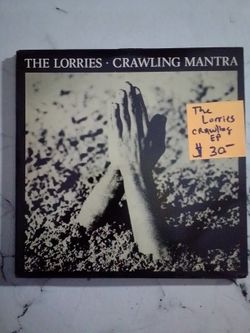 THE LORRIES · CRAWLING MANTRA
The
Lorries
CRAWLING
EP
$30-